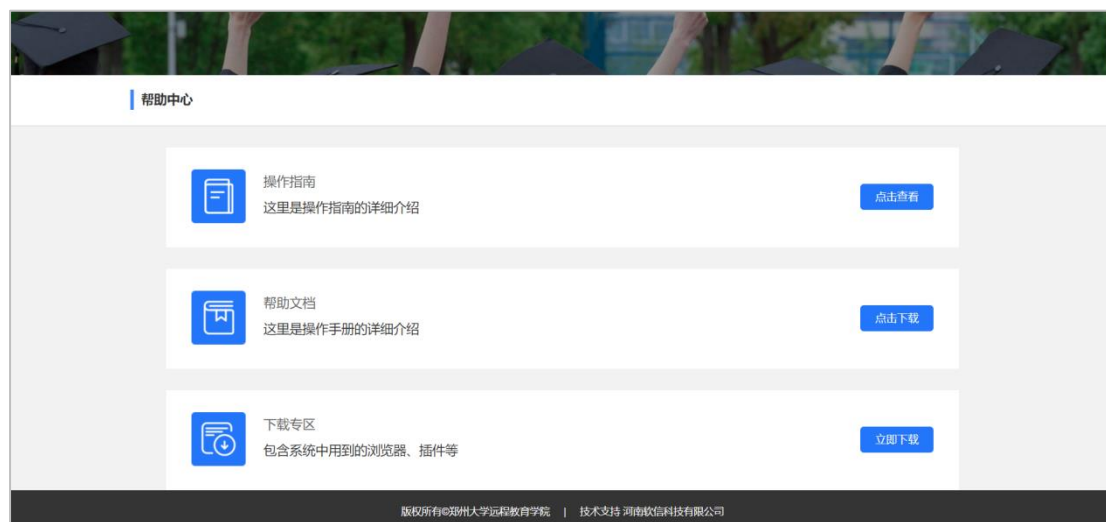 帮助中心
操作指南
这里是操作指南的详细介绍
点击查看
帮助文档
这里是操作手册的详细介绍
点击下载
下载专区
包含系统中用到的浏览器、插件等
立即下载
版权所有©郑州大学远程教育学院 | 技术支持 河南软信科技有限公司